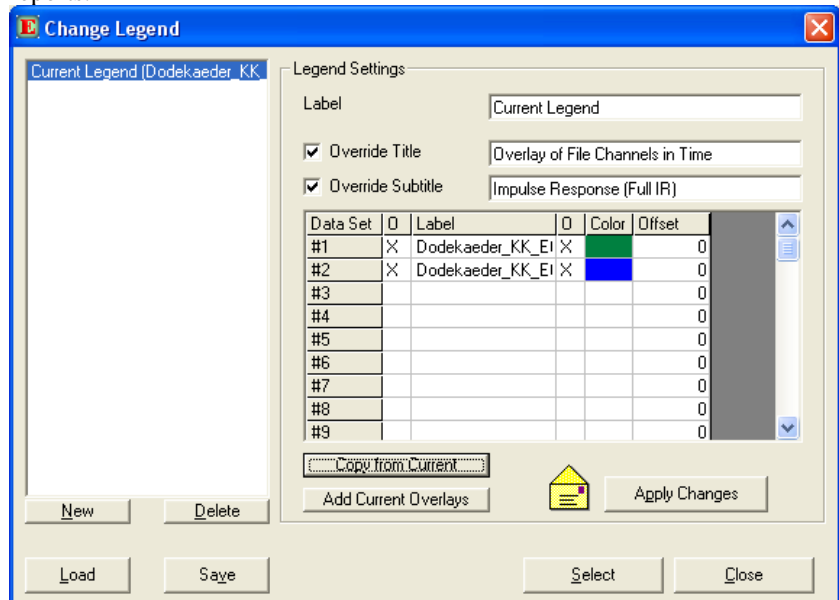 Change Legend
Current Legend (Dodekaeder_KK_
Legend Settings
Label Current Legend
Override Title Overlay of File Channels in Time
Override Subtitle Impulse Response (Full IR)
Data Set O Label O Color Offset
#1 X Dodekaeder_KK_E X 0
#2 X Dodekaeder_KK_E X 0
#3 0
#4 0
#5 0
#6 0
#7 0
#8 0
#9 0
Copy from Current
Add Current Overlays
Apply Changes
New Delete
Load Save Select Close